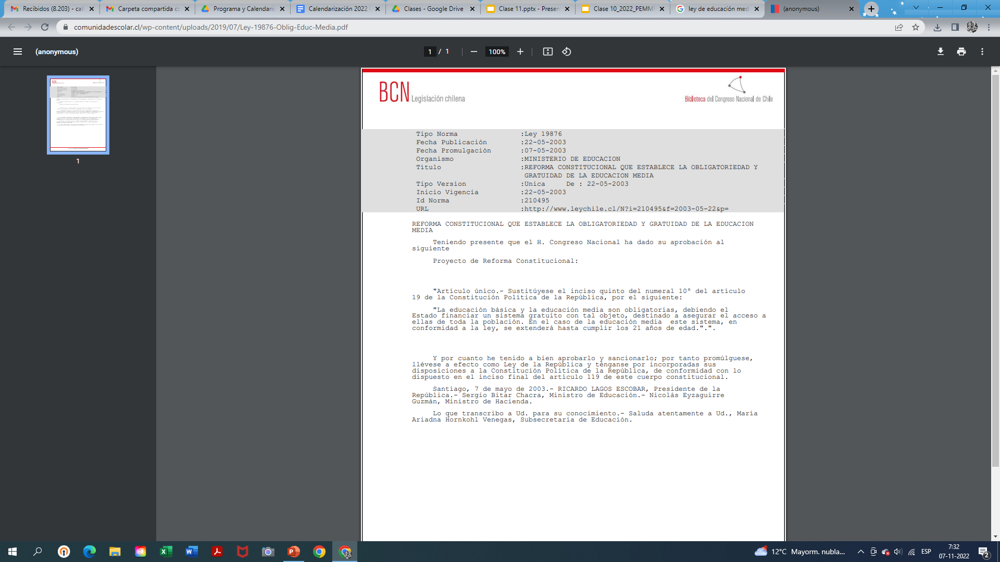 Recibidos (8.203) - cali
Carpeta compartida co
Programa y Calendario
Calendarización 2022
Clases - Google Drive
Clase 11.pptx - Presen
Clase 10_2022_PEMM
ley de educación med
(anonymous)
comunidadescolar.cl/wp-content/uploads/2019/07/Ley-19876-Oblig-Educ-Media.pdf
(anonymous)
1 / 1
100%
1
BCN Legislación chilena
Biblioteca del Congreso Nacional de Chile
Tipo Norma :Ley 19876
Fecha Publicación :22-05-2003
Fecha Promulgación :07-05-2003
Organismo :MINISTERIO DE EDUCACION
Título :REFORMA CONSTITUCIONAL QUE ESTABLECE LA OBLIGATORIEDAD Y
GRATUIDAD DE LA EDUCACION MEDIA
Tipo Version :Unica De : 22-05-2003
Inicio Vigencia :22-05-2003
Id Norma :210495
URL :http://www.leychile.cl/N?i=210495&f=2003-05-22&p=
REFORMA CONSTITUCIONAL QUE ESTABLECE LA OBLIGATORIEDAD Y GRATUIDAD DE LA EDUCACION
MEDIA
Teniendo presente que el H. Congreso Nacional ha dado su aprobación al
siguiente
Proyecto de Reforma Constitucional:
"Artículo único.- Sustitúyese el inciso quinto del numeral 10º del artículo
19 de la Constitución Política de la República, por el siguiente:
"La educación básica y la educación media son obligatorias, debiendo el
Estado financiar un sistema gratuito con tal objeto, destinado a asegurar el acceso a
ellas de toda la población. En el caso de la educación media este sistema, en
conformidad a la ley, se extenderá hasta cumplir los 21 años de edad.".".
Y por cuanto he tenido a bien aprobarlo y sancionarlo; por tanto promúlguese,
llévese a efecto como Ley de la República y ténganse por incorporadas sus
disposiciones a la Constitución Política de la República, de conformidad con lo
dispuesto en el inciso final del artículo 119 de este cuerpo constitucional.
Santiago, 7 de mayo de 2003.- RICARDO LAGOS ESCOBAR, Presidente de la
República.- Sergio Bitar Chacra, Ministro de Educación.- Nicolás Eyzaguirre
Guzmán, Ministro de Hacienda.
Lo que transcribo a Ud. para su conocimiento.- Saluda atentamente a Ud., María
Ariadna Hornkohl Venegas, Subsecretaria de Educación.
12°C Mayorm. nubla...
ESP
7:32
07-11-2022
2